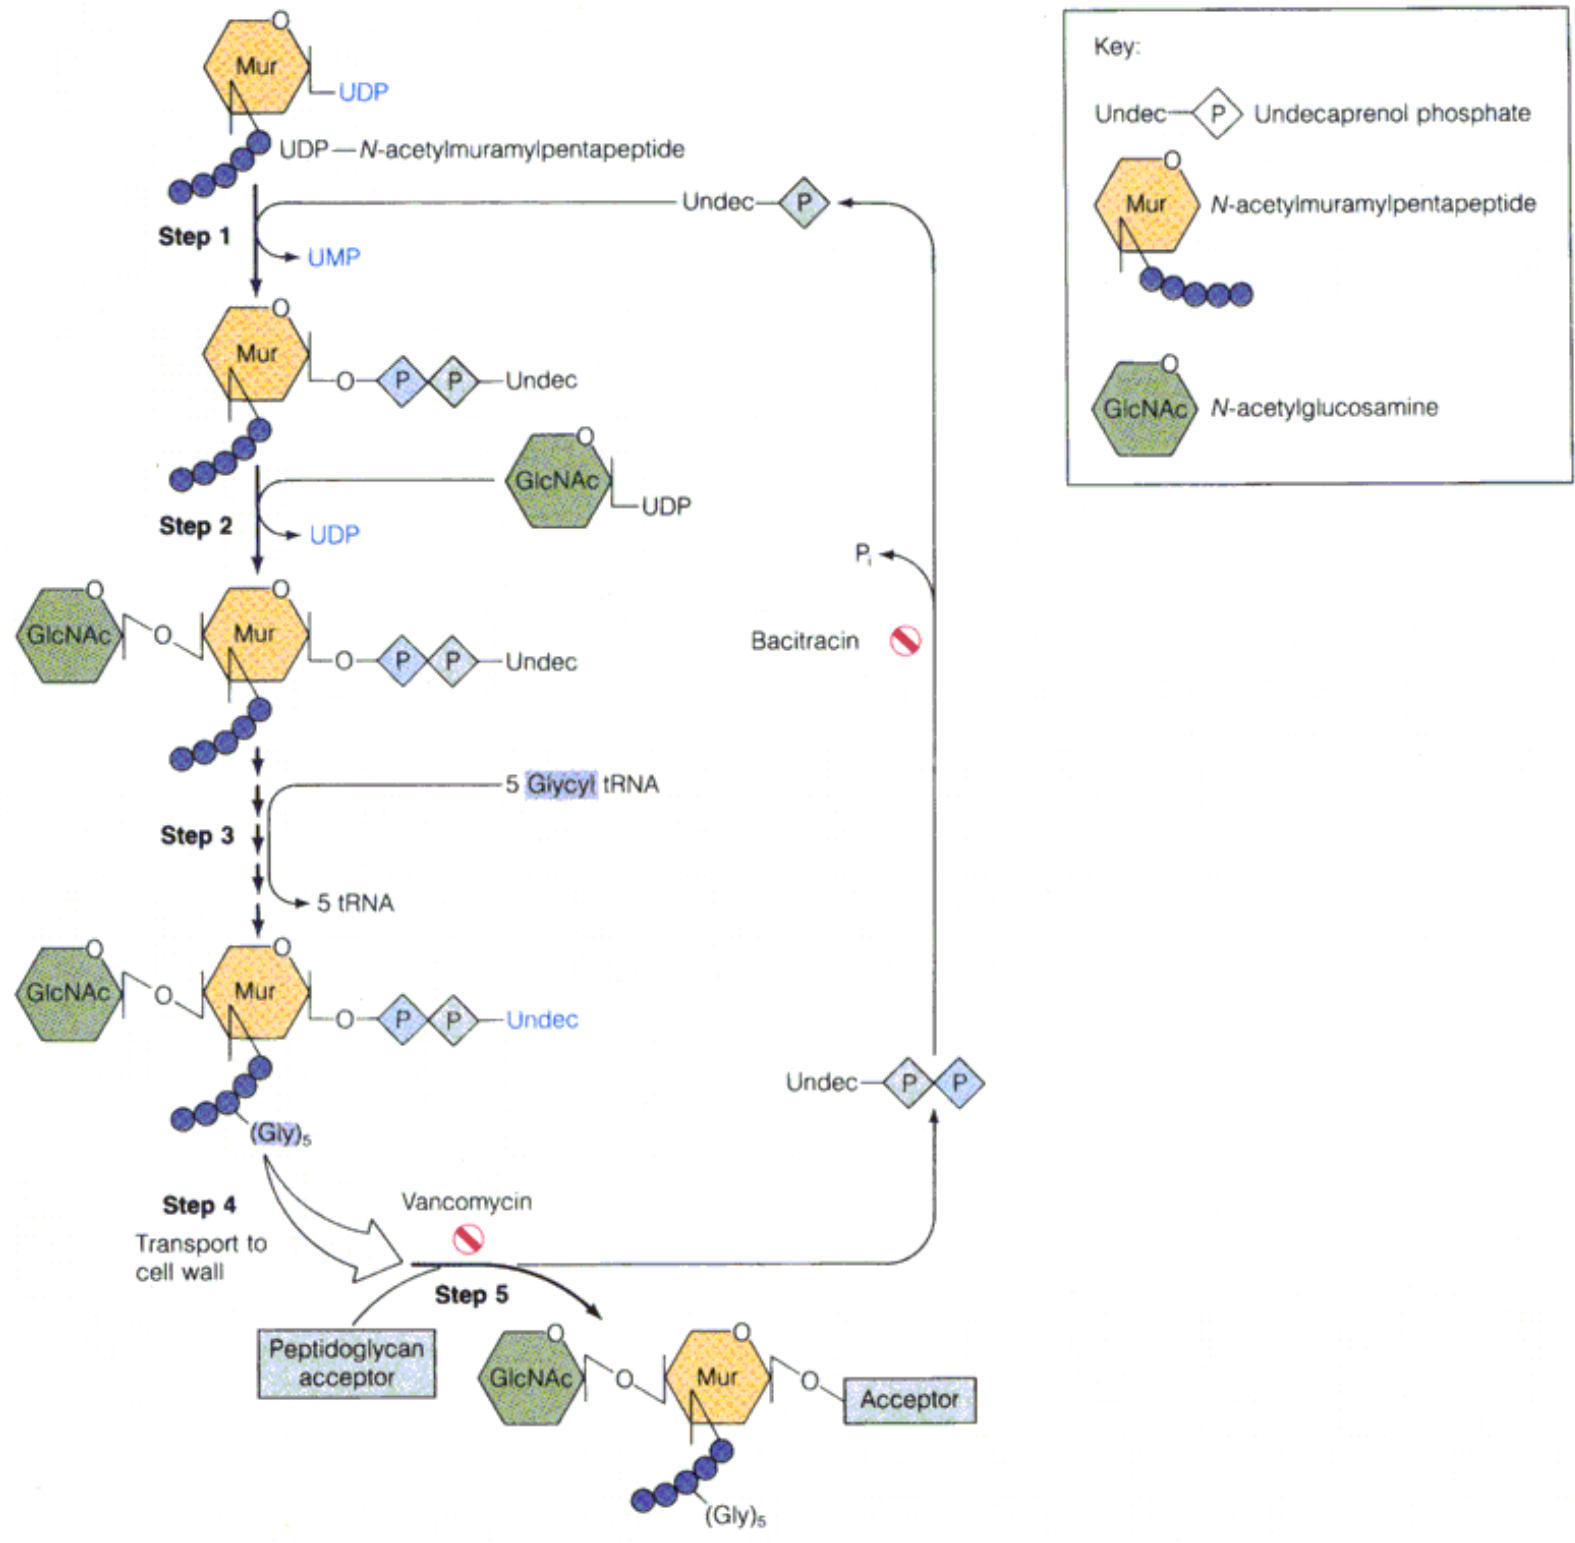 Mur
UDP
UDP—N-acetylmuramylpentapeptide
Undec—P
Step 1
UMP
Mur
O—P P—Undec
GlcNAc
UDP
Step 2
UDP
GlcNAc O Mur O—P P—Undec
5 Glycyl tRNA
Step 3
5 tRNA
GlcNAc O Mur O—P P—Undec
(Gly)5
Step 4
Transport to
cell wall
Vancomycin
Step 5
Peptidoglycan
acceptor
GlcNAc O Mur O Acceptor
(Gly)5
Undec—P P
Bacitracin
Pi
Key:
Undec—P Undecaprenol phosphate
Mur N-acetylmuramylpentapeptide
GlcNAc N-acetylglucosamine